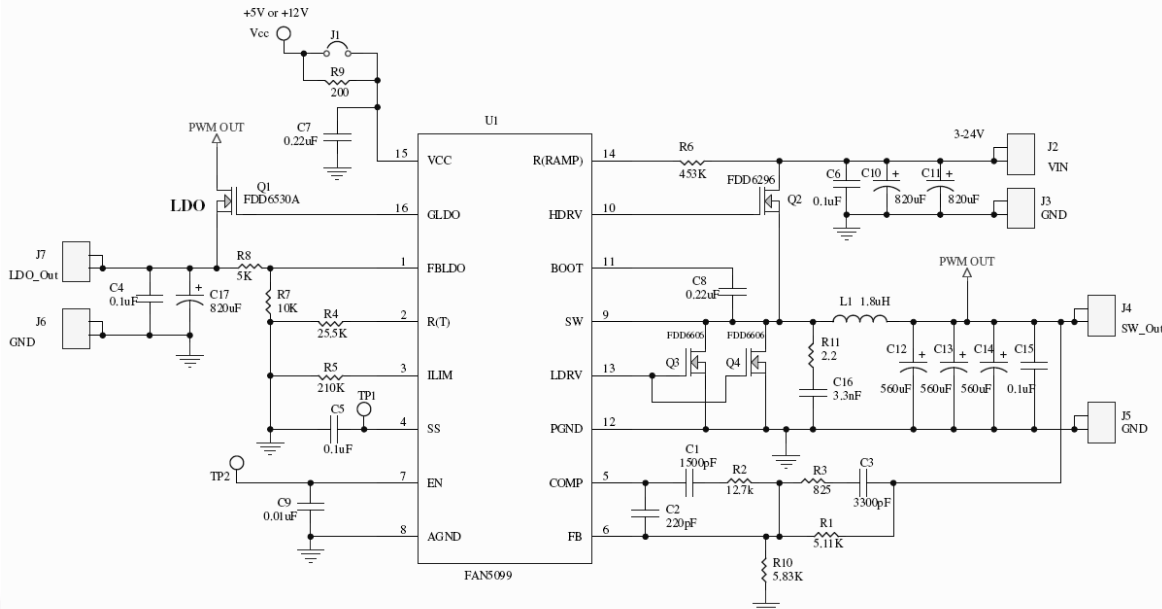 +5V or +12V
Vcc
J1
R9
200
U1
C7
0.22uF
PWM OUT
Q1
FDD6530A
LDO
15
VCC
16
GLDO
1
FBLDO
2
R(T)
3
ILIM
4
SS
7
EN
8
AGND
R(RAMP)
14
HDRV
10
BOOT
11
SW
9
LDRV
13
PGND
12
COMP
5
FB
6
FAN5099
J7
LDO_Out
R8
5K
C4
0.1uF
C17
+
820uF
J6
GND
R7
10K
R4
25.5K
R5
210K
C5
0.1uF
TP1
TP2
C9
0.01uF
R6
453K
3-24V
J2
VIN
FDD6296
Q2
C6
0.1uF
C10
+
820uF
C11
+
820uF
J3
GND
PWM OUT
C8
0.22uF
L1 1.8uH
J4
SW_Out
FDD6606
Q3
FDD6606
Q4
R11
2.2
C16
3.3nF
C12
+
560uF
C13
+
560uF
C14
+
560uF
C15
0.1uF
J5
GND
C1
1500pF
R2
12.7k
R3
825
C3
3300pF
C2
220pF
R1
5.11K
R10
5.83K